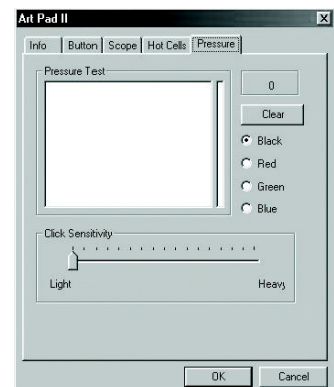 Art Pad II
Info Button Scope Hot Cells Pressure
Pressure Test
0
Clear
Black
Red
Green
Blue
Click Sensitivity
Light Heavy
OK Cancel